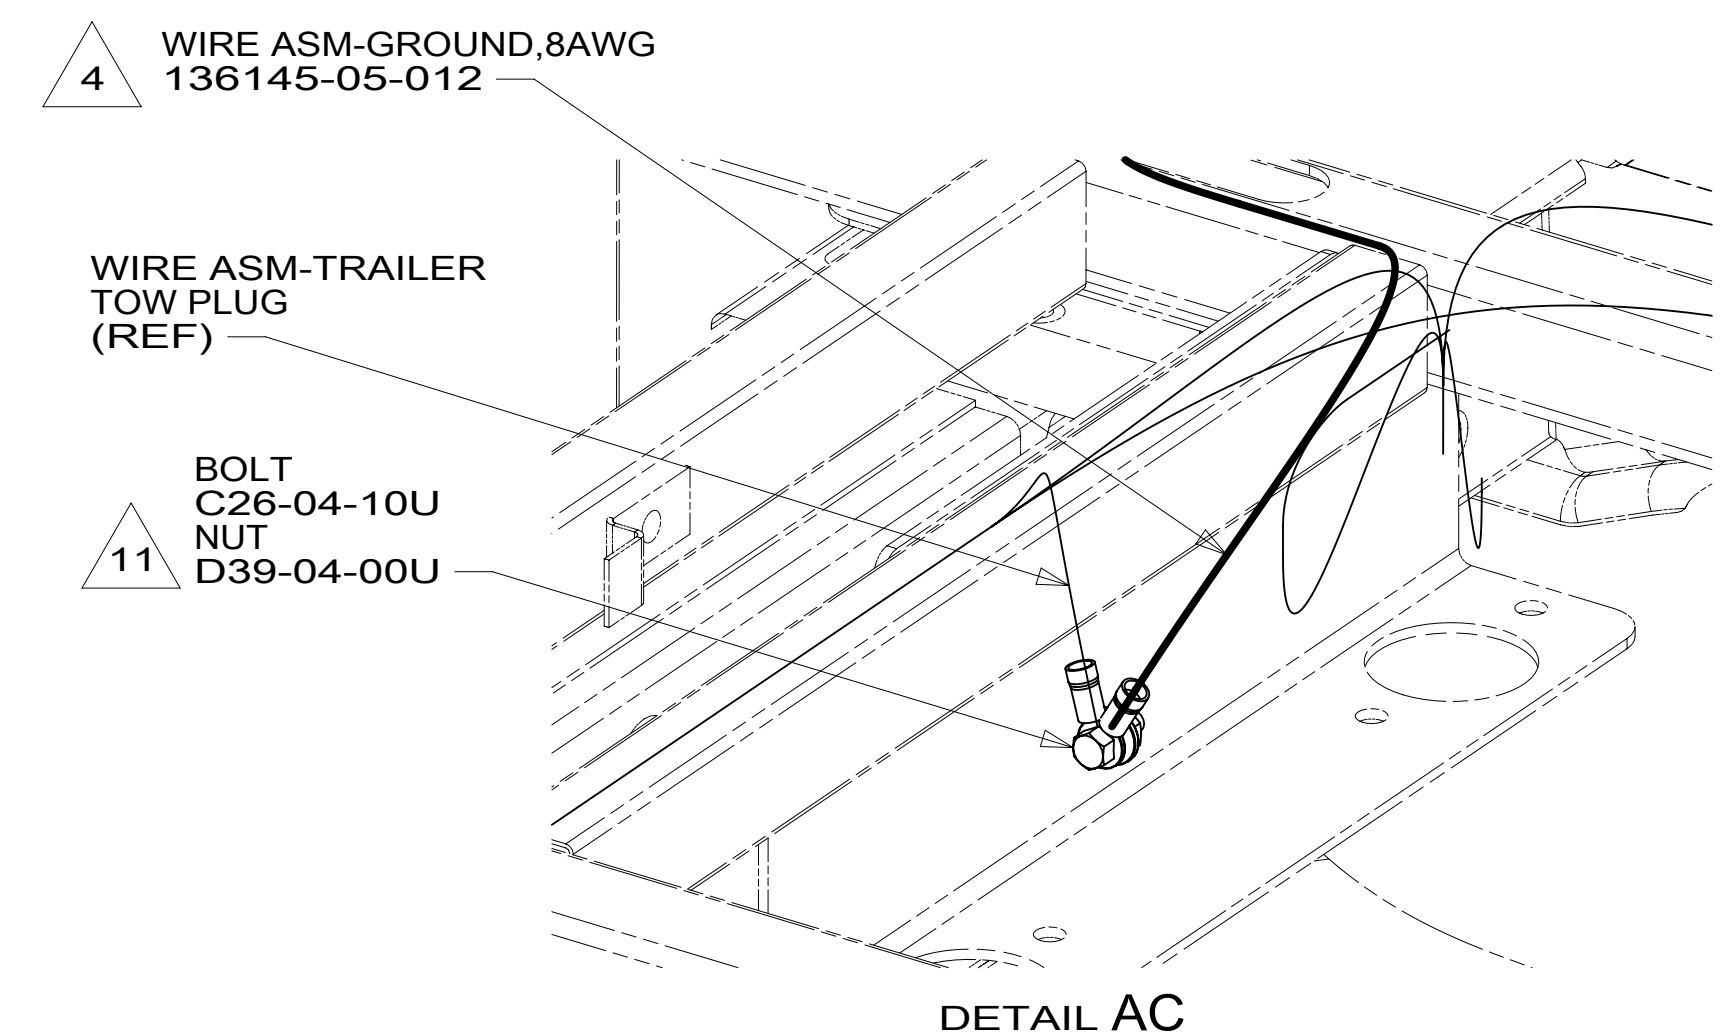 4
WIRE ASM-GROUND,8AWG
136145-05-012
WIRE ASM-TRAILER
TOW PLUG
(REF)
11
BOLT
C26-04-10U
NUT
D39-04-00U
DETAIL AC